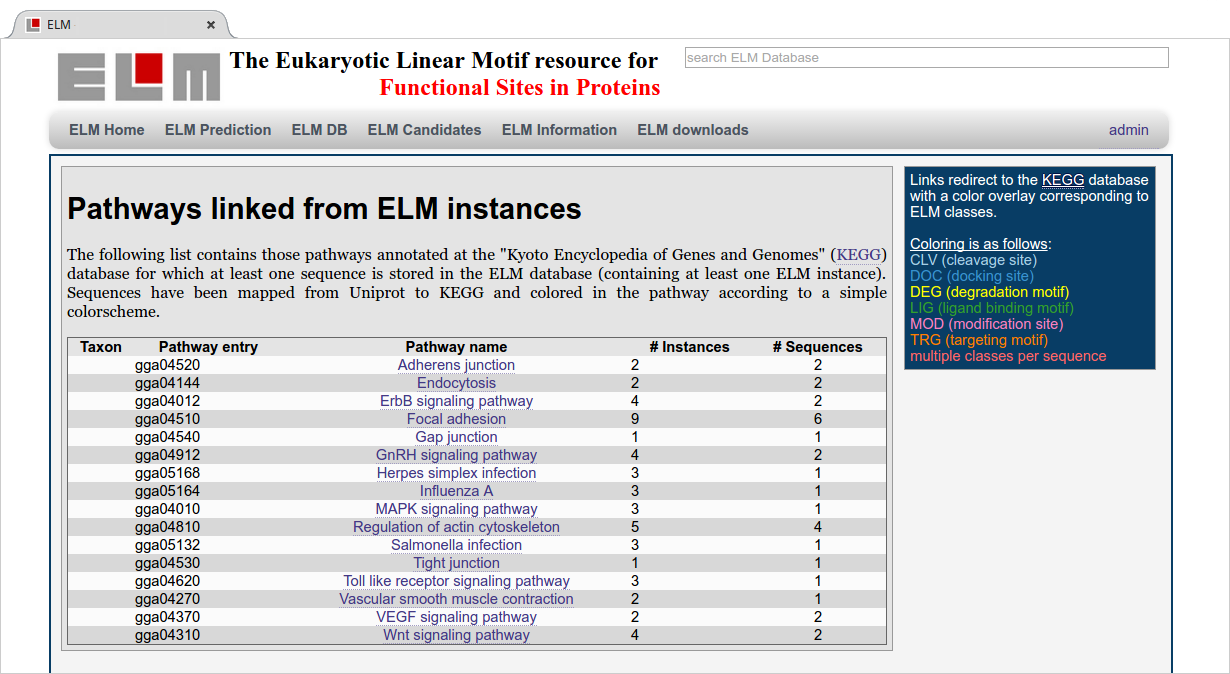 ELM ×
ELM
The Eukaryotic Linear Motif resource for
Functional Sites in Proteins
search ELM Database
ELM Home ELM Prediction ELM DB ELM Candidates ELM Information ELM downloads admin
Pathways linked from ELM instances
The following list contains those pathways annotated at the "Kyoto Encyclopedia of Genes and Genomes" (KEGG)
database for which at least one sequence is stored in the ELM database (containing at least one ELM instance).
Sequences have been mapped from Uniprot to KEGG and colored in the pathway according to a simple
colorscheme.
Taxon Pathway entry Pathway name # Instances # Sequences
gga04520 Adherens junction 2 2
gga04144 Endocytosis 2 2
gga04012 ErbB signaling pathway 4 2
gga04510 Focal adhesion 9 6
gga04540 Gap junction 1 1
gga04912 GnRH signaling pathway 4 2
gga05168 Herpes simplex infection 3 1
gga05164 Influenza A 3 1
gga04010 MAPK signaling pathway 3 1
gga04810 Regulation of actin cytoskeleton 5 4
gga05132 Salmonella infection 3 1
gga04530 Tight junction 1 1
gga04620 Toll like receptor signaling pathway 3 1
gga04270 Vascular smooth muscle contraction 2 1
gga04370 VEGF signaling pathway 2 2
gga04310 Wnt signaling pathway 4 2
Links redirect to the KEGG database
with a color overlay corresponding to
ELM classes.
Coloring is as follows:
CLV (cleavage site)
DOC (docking site)
DEG (degradation motif)
LIG (ligand binding motif)
MOD (modification site)
TRG (targeting motif)
multiple classes per sequence